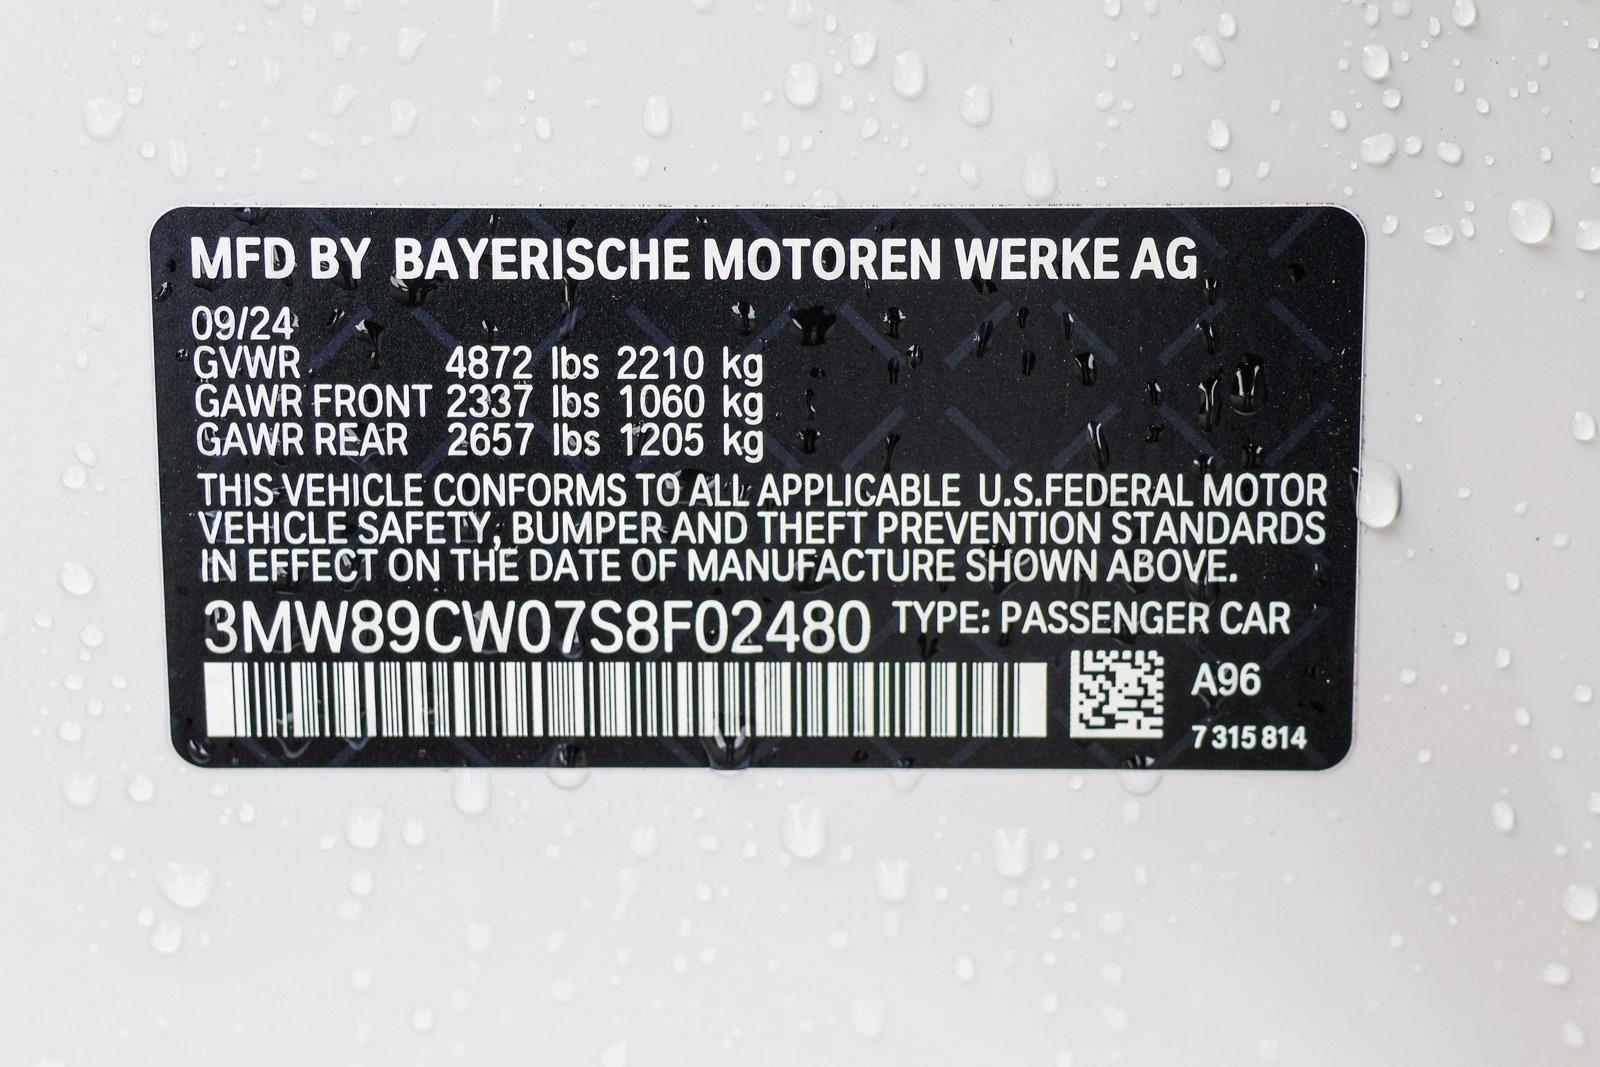 MFD BY BAYERISCHE MOTOREN WERKE AG
09/24
GVWR 4872 lbs 2210 kg
GAWR FRONT 2337 lbs 1060 kg
GAWR REAR 2657 lbs 1205 kg
THIS VEHICLE CONFORMS TO ALL APPLICABLE U.S.FEDERAL MOTOR
VEHICLE SAFETY, BUMPER AND THEFT PREVENTION STANDARDS
IN EFFECT ON THE DATE OF MANUFACTURE SHOWN ABOVE.
3MW89CW07S8F02480 TYPE: PASSENGER CAR
A96
7 315 814